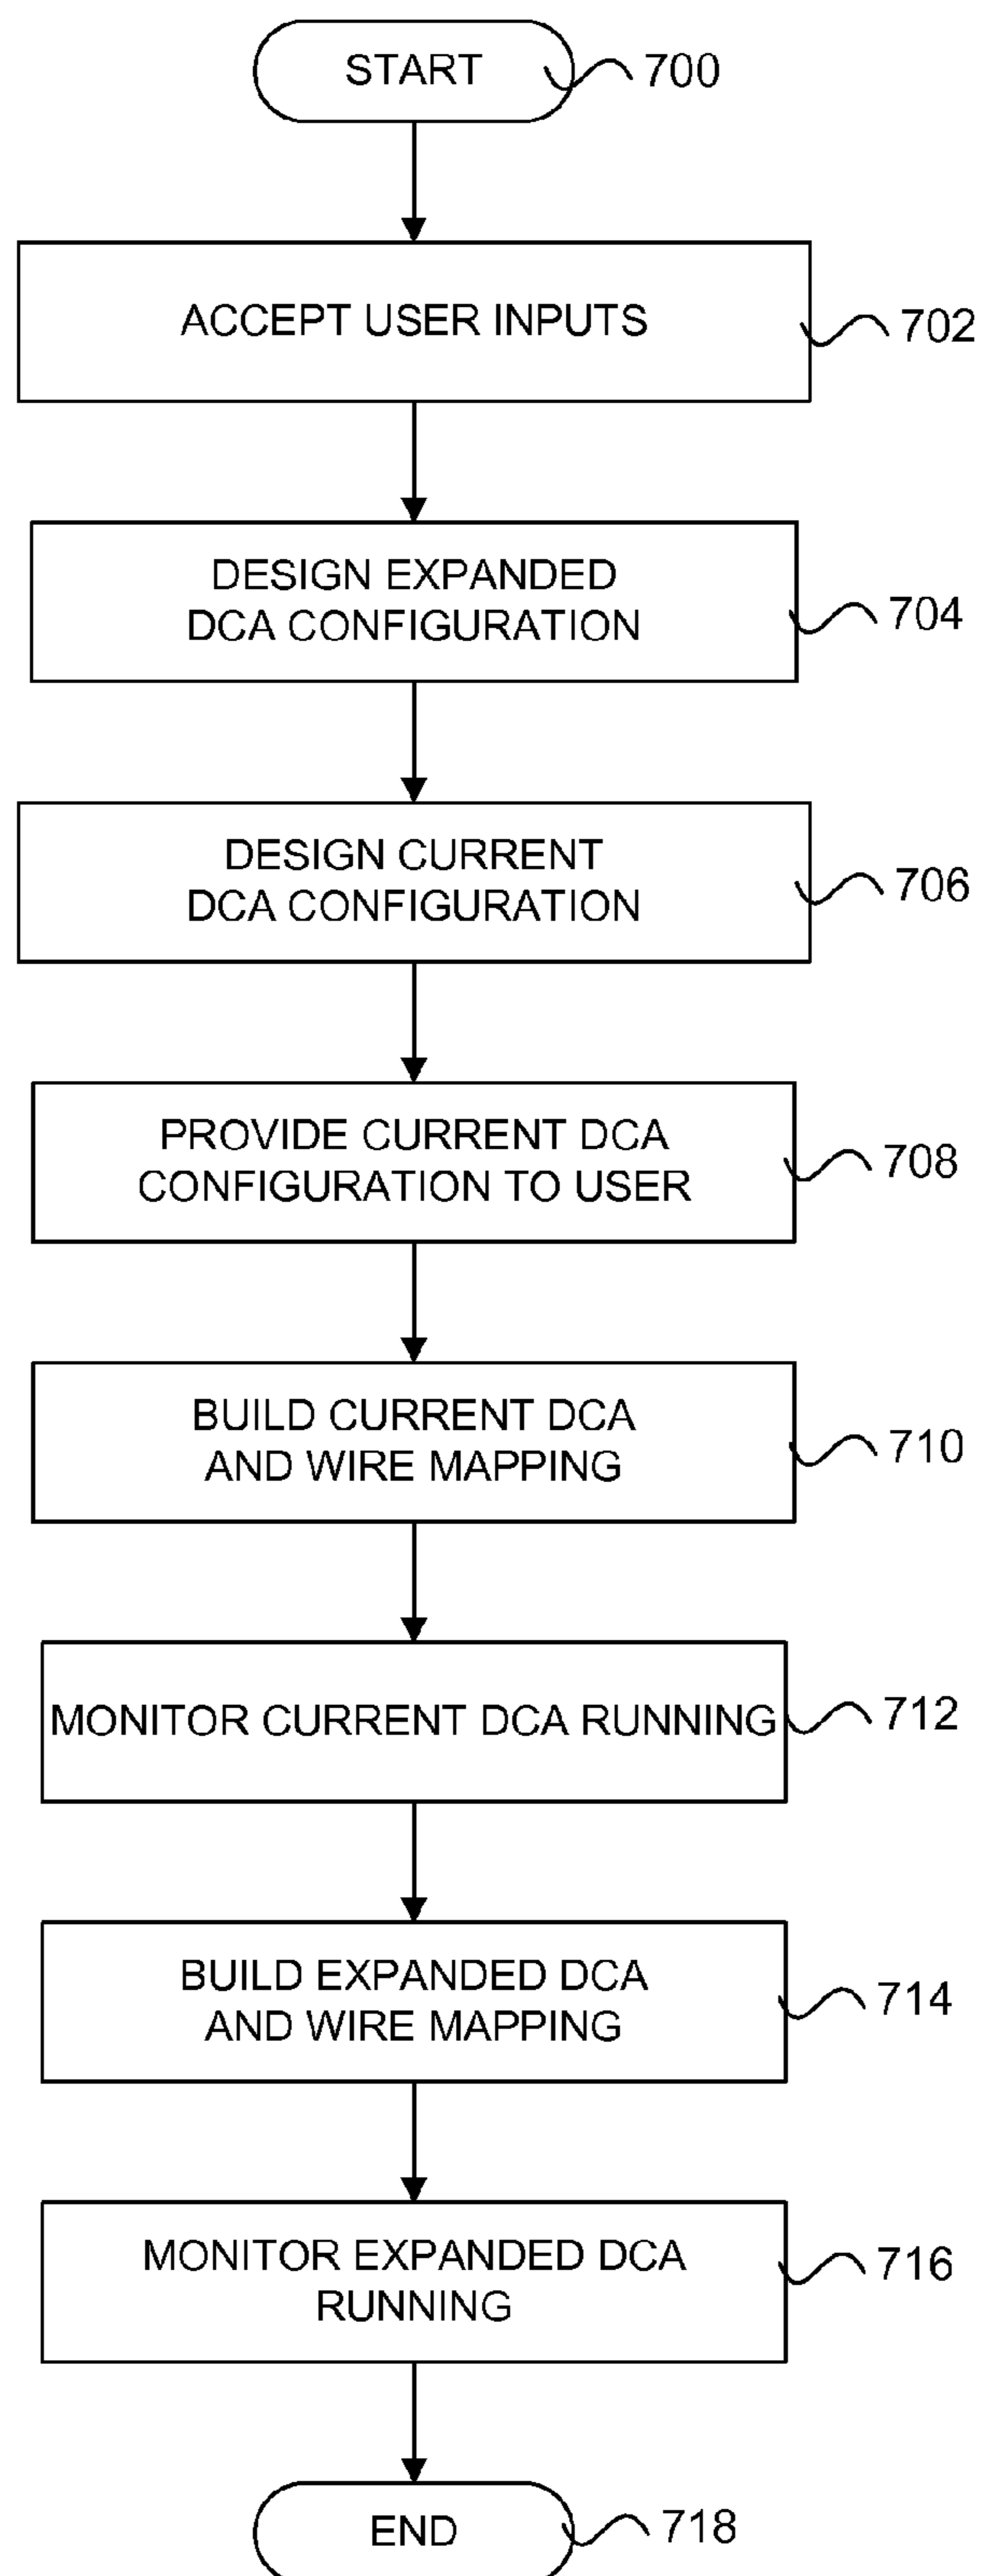 START
700
ACCEPT USER INPUTS
702
DESIGN EXPANDED
DCA CONFIGURATION
704
DESIGN CURRENT
DCA CONFIGURATION
706
PROVIDE CURRENT DCA
CONFIGURATION TO USER
708
BUILD CURRENT DCA
AND WIRE MAPPING
710
MONITOR CURRENT DCA RUNNING
712
BUILD EXPANDED DCA
AND WIRE MAPPING
714
MONITOR EXPANDED DCA
RUNNING
716
END
718